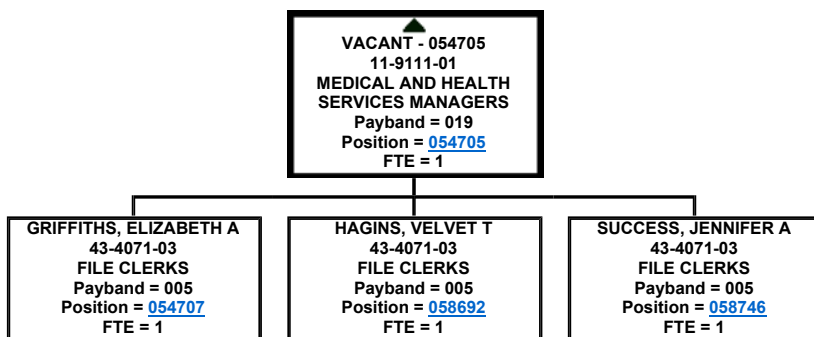 VACANT - 054705
11-9111-01
MEDICAL AND HEALTH
SERVICES MANAGERS
Payband = 019
Position = 054705
FTE = 1
GRIFFITHS, ELIZABETH A
43-4071-03
FILE CLERKS
Payband = 005
Position = 054707
FTE = 1
HAGINS, VELVET T
43-4071-03
FILE CLERKS
Payband = 005
Position = 058692
FTE = 1
SUCCESS, JENNIFER A
43-4071-03
FILE CLERKS
Payband = 005
Position = 058746
FTE = 1